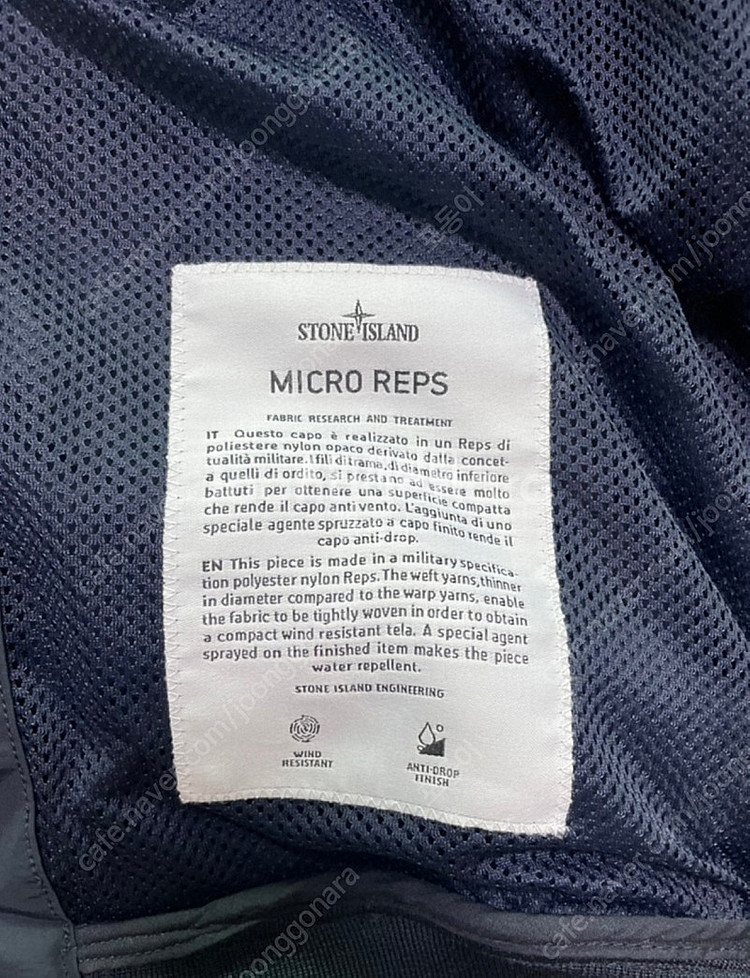 STONE ISLAND
MICRO REPS
FABRIC RESEARCH AND TREATMENT
IT Questo capo è realizzato in un Reps di
poliestere nylon opaco derivato dalla concet-
tualità militare. I fili di trama, di diametro inferiore
a quelli di ordito, si prestano ad essere molto
battuti per ottenere una superficie compatta
che rende il capo anti vento. L'aggiunta di uno
speciale agente spruzzato a capo finito rende il
capo anti-drop.
EN This piece is made in a military specifica-
tion polyester nylon Reps. The weft yarns, thinner
in diameter compared to the warp yarns, enable
the fabric to be tightly woven in order to obtain
a compact wind resistant tela. A special agent
sprayed on the finished item makes the piece
water repellent.
STONE ISLAND ENGINEERING
WIND
RESISTANT
ANTI-DROP
FINISH
cafe.naver.com/joonggonara